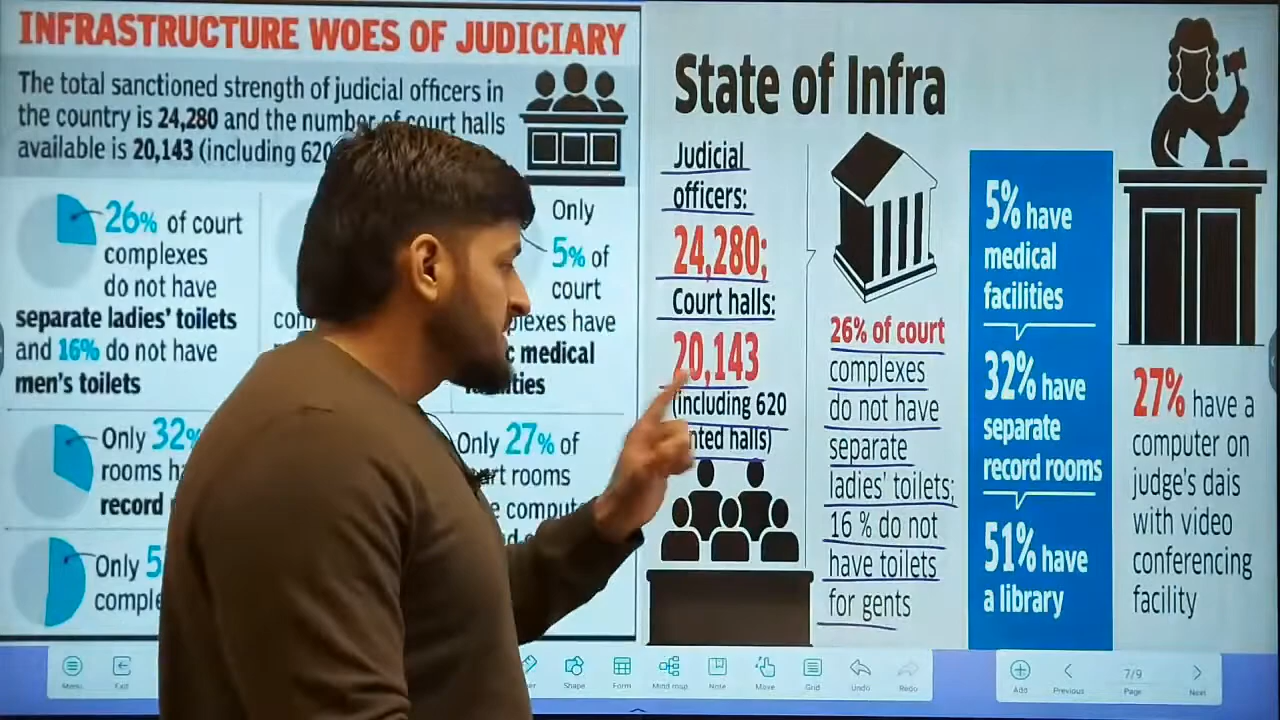 INFRASTRUCTURE WOES OF JUDICIARY
The total sanctioned strength of judicial officers in
the country is 24,280 and the number of court halls
available is 20,143 (including 620
26% of court
complexes
do not have
separate ladies' toilets
and 16% do not have
men's toilets
Only
5% of
court
have
medical
Only 32%
rooms
record
Only 27% of
rooms
Only
State of Infra
Judicial
officers:
24,280;
Court halls:
20,143
(including 620
halls)
26% of court
complexes
do not have
separate
ladies' toilets;
16 % do not
have toilets
for gents
5% have
medical
facilities
32% have
separate
record rooms
51% have
a library
27% have a
computer on
judge's dais
with video
conferencing
facility
Menu
Exit
Shape
Form
Mind map
Note
Move
Grid
Undo
Redo
Add
Previous
7/9
Page
Next